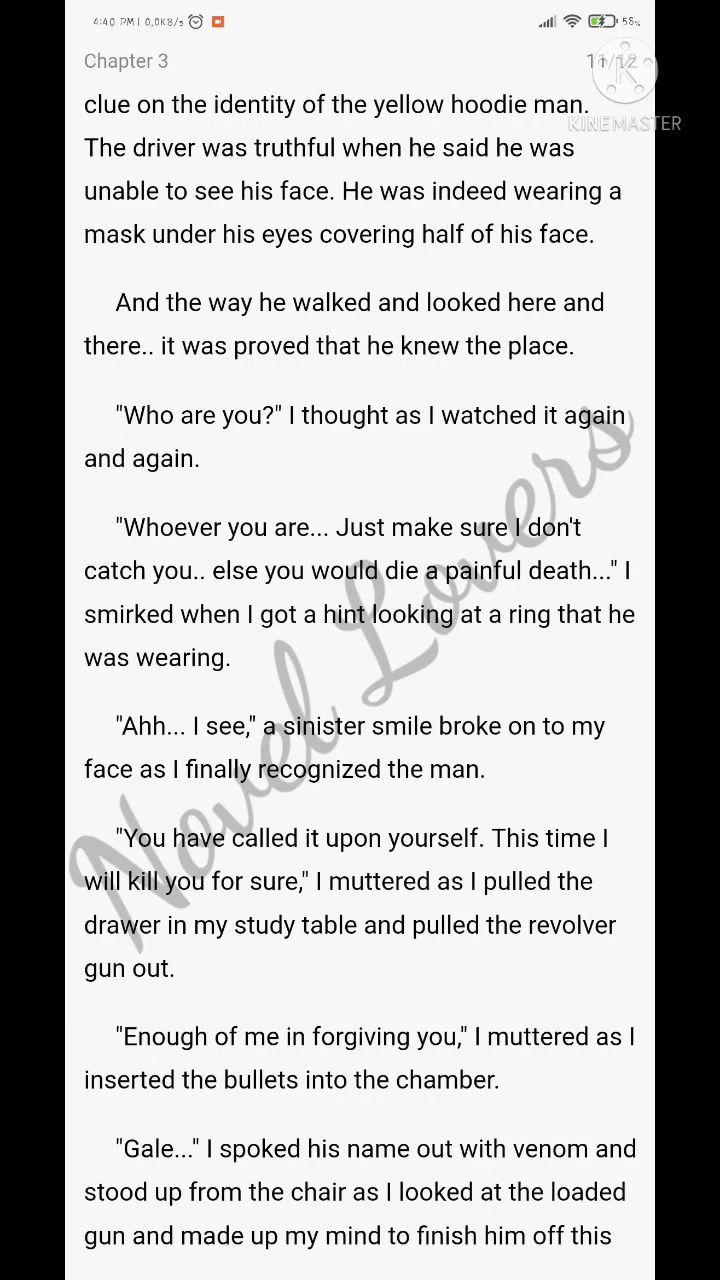 4:40 PM | 0.0KB/s
58%
Chapter 3
11/12
KINEMASTER
clue on the identity of the yellow hoodie man.
The driver was truthful when he said he was
unable to see his face. He was indeed wearing a
mask under his eyes covering half of his face.
And the way he walked and looked here and
there.. it was proved that he knew the place.
"Who are you?" I thought as I watched it again
and again.
"Whoever you are... Just make sure I don't
catch you.. else you would die a painful death..." I
smirked when I got a hint looking at a ring that he
was wearing.
"Ahh... I see," a sinister smile broke on to my
face as I finally recognized the man.
"You have called it upon yourself. This time I
will kill you for sure," I muttered as I pulled the
drawer in my study table and pulled the revolver
gun out.
"Enough of me in forgiving you," I muttered as I
inserted the bullets into the chamber.
"Gale..." I spoked his name out with venom and
stood up from the chair as I looked at the loaded
gun and made up my mind to finish him off this
Novel Lovers